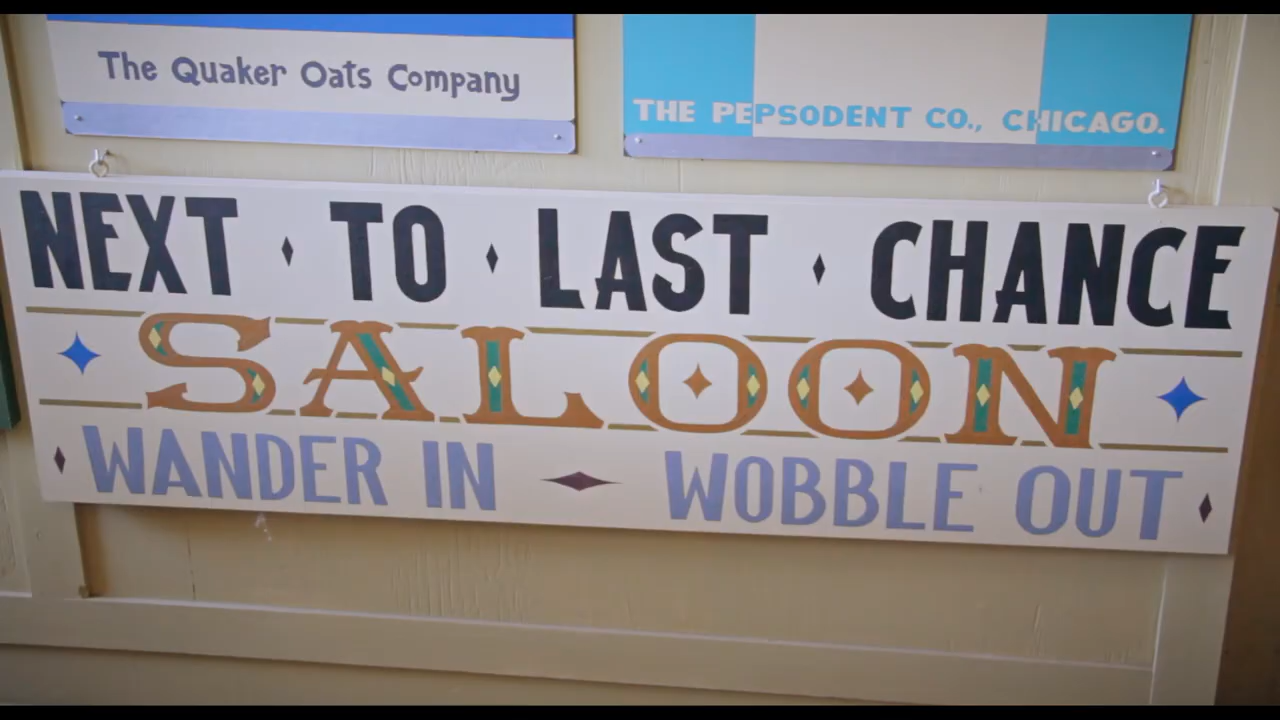 The Quaker Oats Company
THE PEPSODENT CO., CHICAGO.
NEXT · TO · LAST · CHANCE
SALOON
WANDER IN WOBBLE OUT